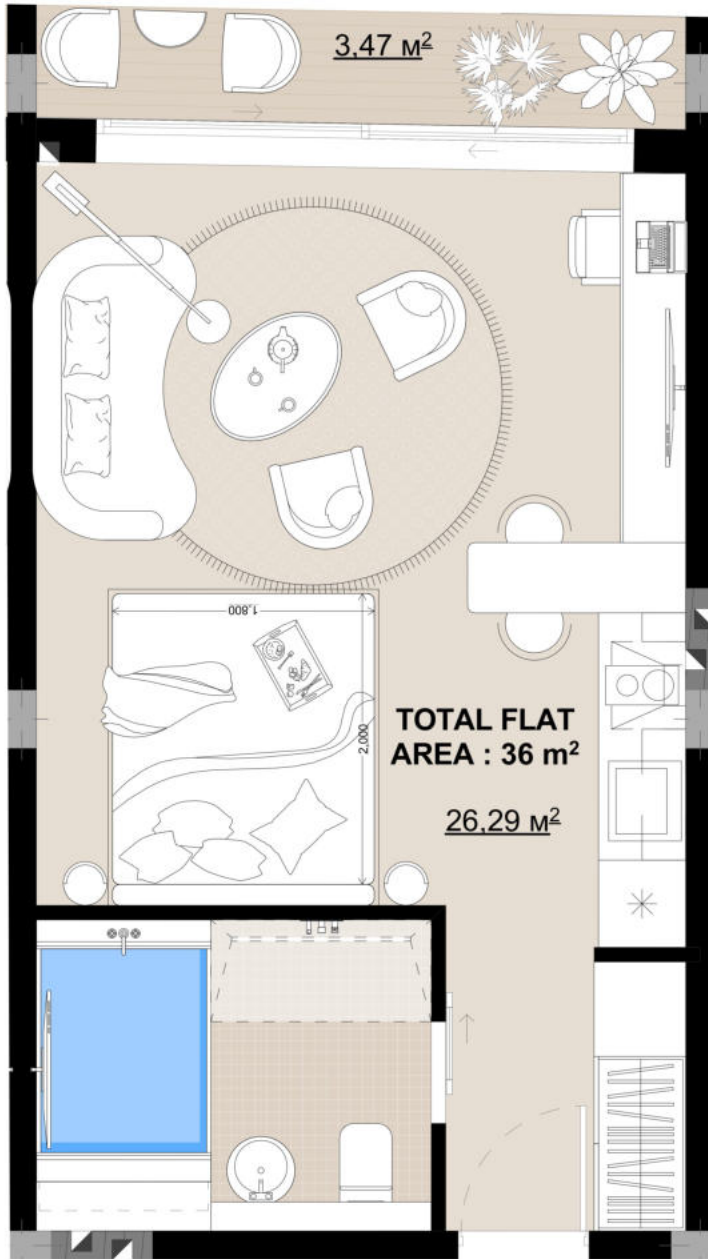 3,47 м²
1,800
2,000
TOTAL FLAT
AREA : 36 m²
26,29 м²